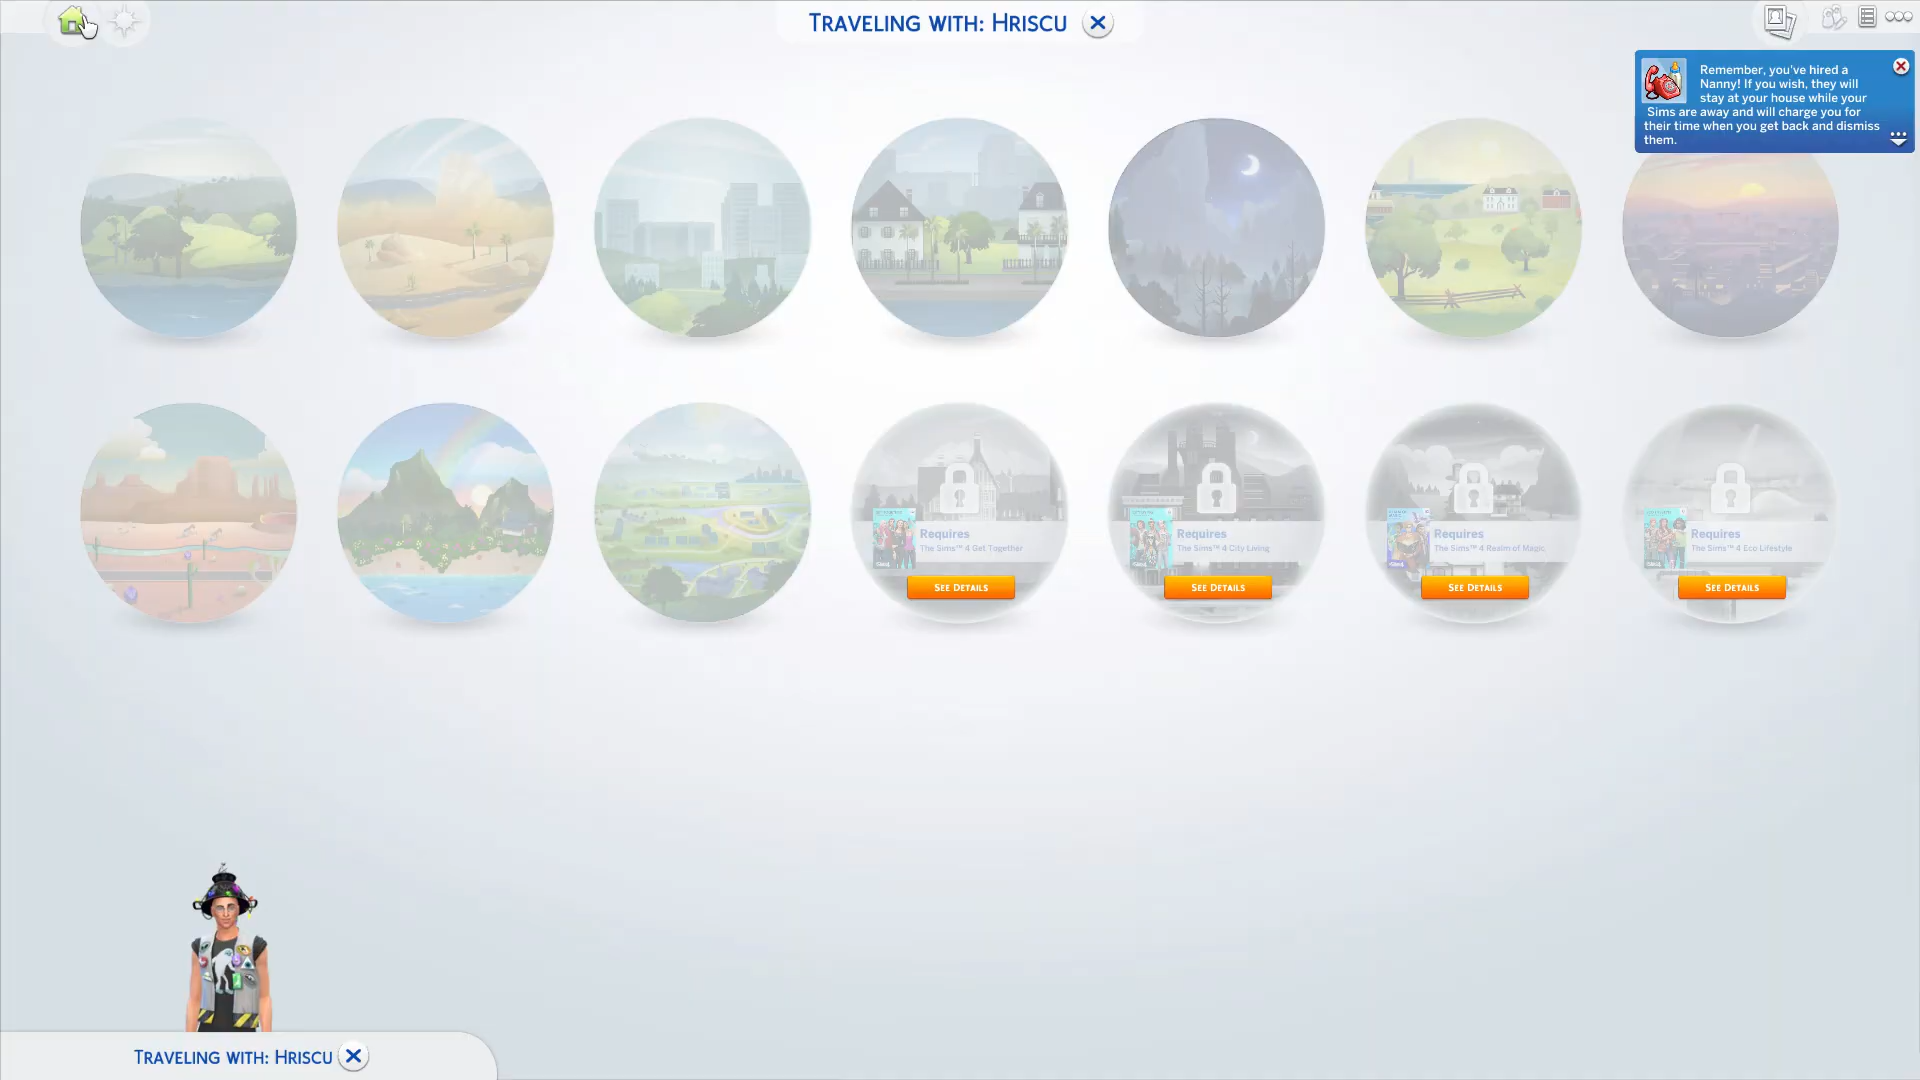 TRAVELING WITH: HRISCU
Remember, you've hired a
Nanny! If you wish, they will
stay at your house while your
Sims are away and will charge you for
their time when you get back and dismiss
them.
Requires
The Sims™ 4 Get Together
SEE DETAILS
Requires
The Sims™ 4 City Living
SEE DETAILS
Requires
The Sims™ 4 Realm of Magic
SEE DETAILS
Requires
The Sims™ 4 Eco Lifestyle
SEE DETAILS
TRAVELING WITH: HRISCU